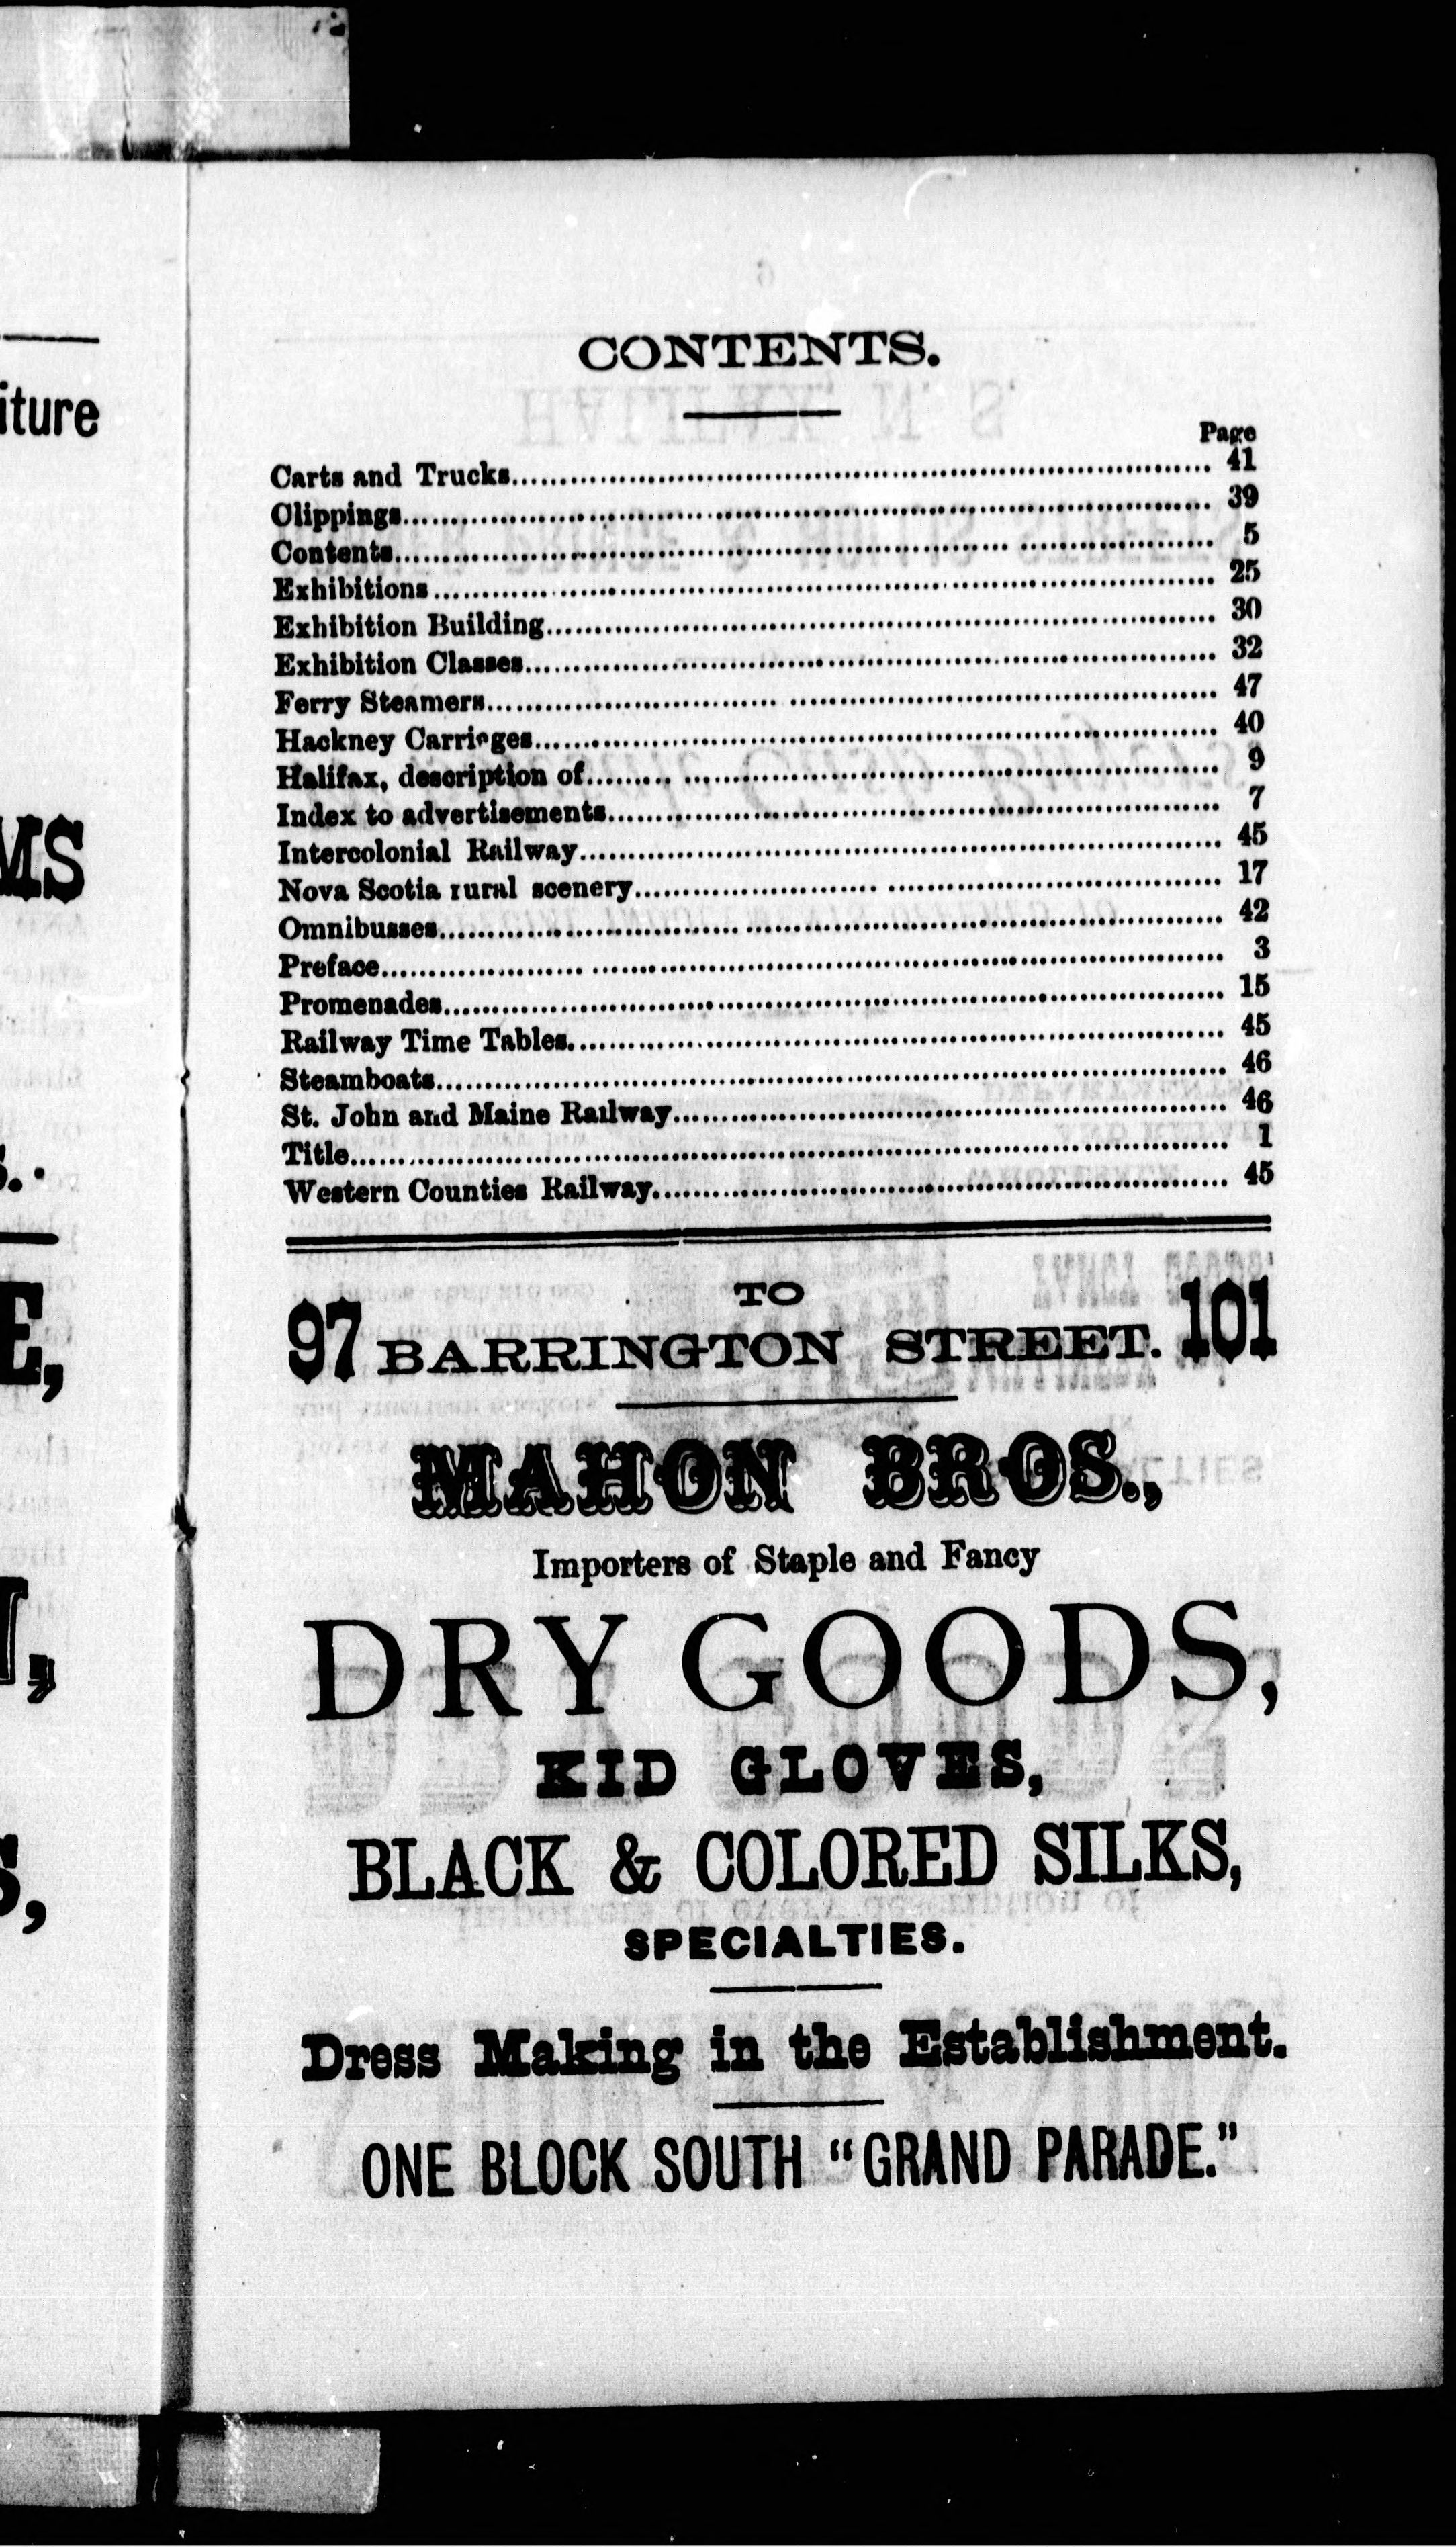 CONTENTS.
Page
Carts and Trucks........ 41
Clippings........ 39
Contents........ 5
Exhibitions........ 25
Exhibition Building........ 30
Exhibition Classes........ 32
Ferry Steamers........ 47
Hackney Carriages........ 40
Halifax, description of........ 9
Index to advertisements........ 7
Intercolonial Railway........ 45
Nova Scotia rural scenery........ 17
Omnibusses........ 42
Preface........ 3
Promenades........ 15
Railway Time Tables........ 45
Steamboats........ 46
St. John and Maine Railway........ 46
Title........ 1
Western Counties Railway........ 45
TO
97 BARRINGTON STREET. 101
MAHON BROS.,
Importers of Staple and Fancy
DRY GOODS,
KID GLOVES,
BLACK & COLORED SILKS,
SPECIALTIES.
Dress Making in the Establishment.
ONE BLOCK SOUTH "GRAND PARADE."